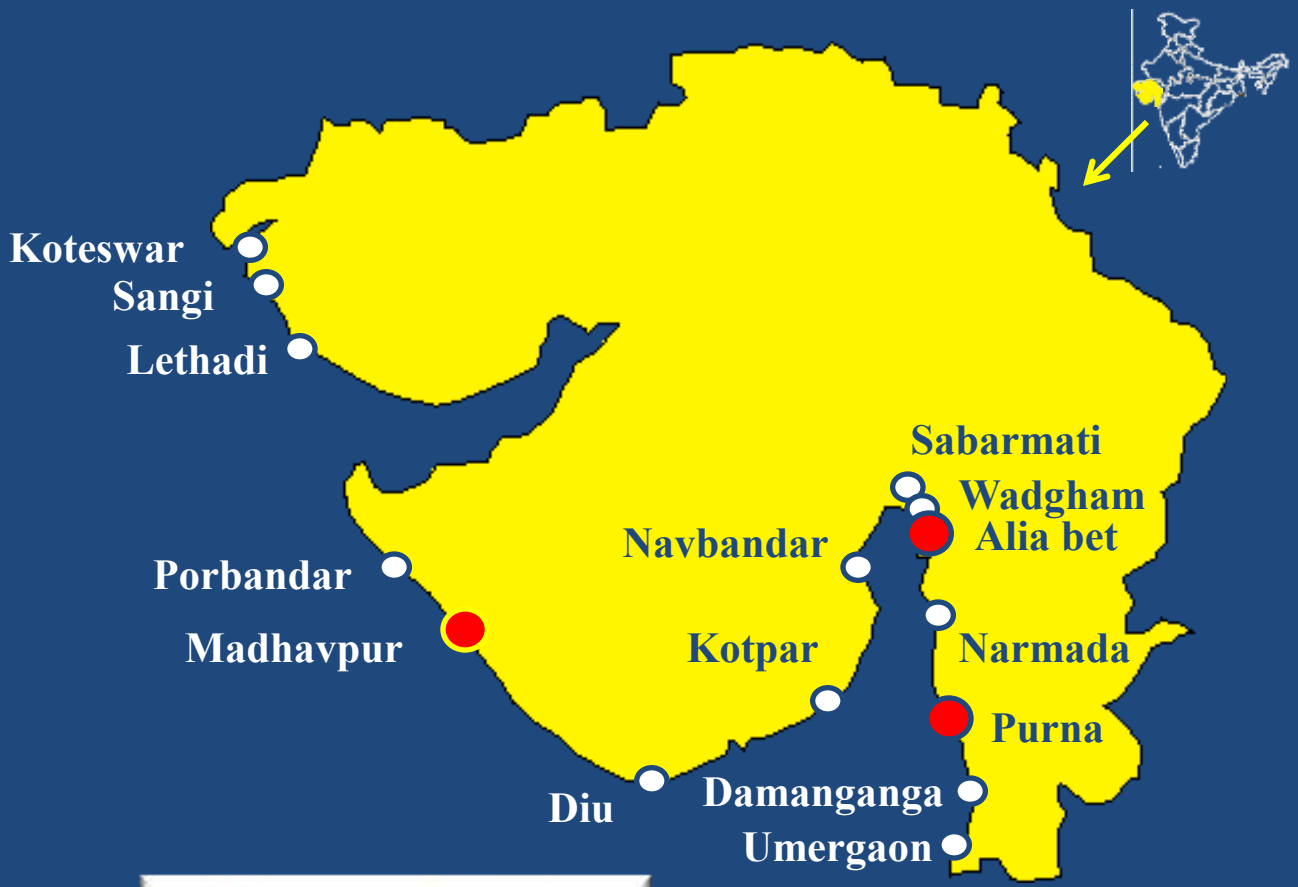 Koteswar
Sangi
Lethadi
Sabarmati
Wadgham
Navbandar
Alia bet
Porbandar
Madhavpur
Kotpar
Narmada
Purna
Diu
Damanganga
Umergaon